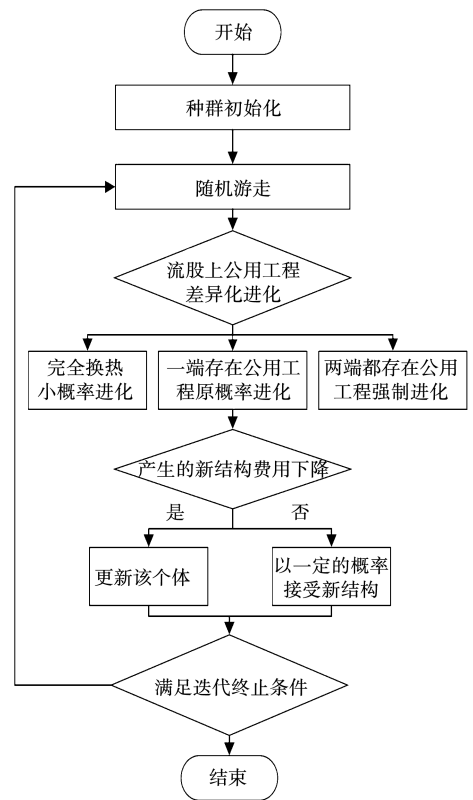 开始
种群初始化
随机游走
流股上公用工程
差异化进化
完全换热
小概率进化
一端存在公用工
程原概率进化
两端都存在公用
工程强制进化
产生的新结构费用下降
是
否
更新该个体
以一定的概率
接受新结构
满足迭代终止条件
结束